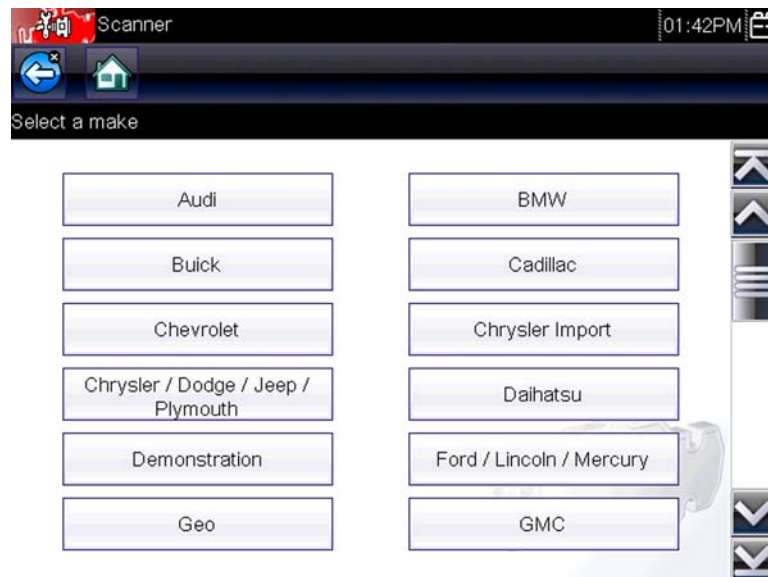 Scanner
01:42PM
Select a make
Audi
BMW
Buick
Cadillac
Chevrolet
Chrysler Import
Chrysler / Dodge / Jeep /
Plymouth
Daihatsu
Demonstration
Ford / Lincoln / Mercury
Geo
GMC